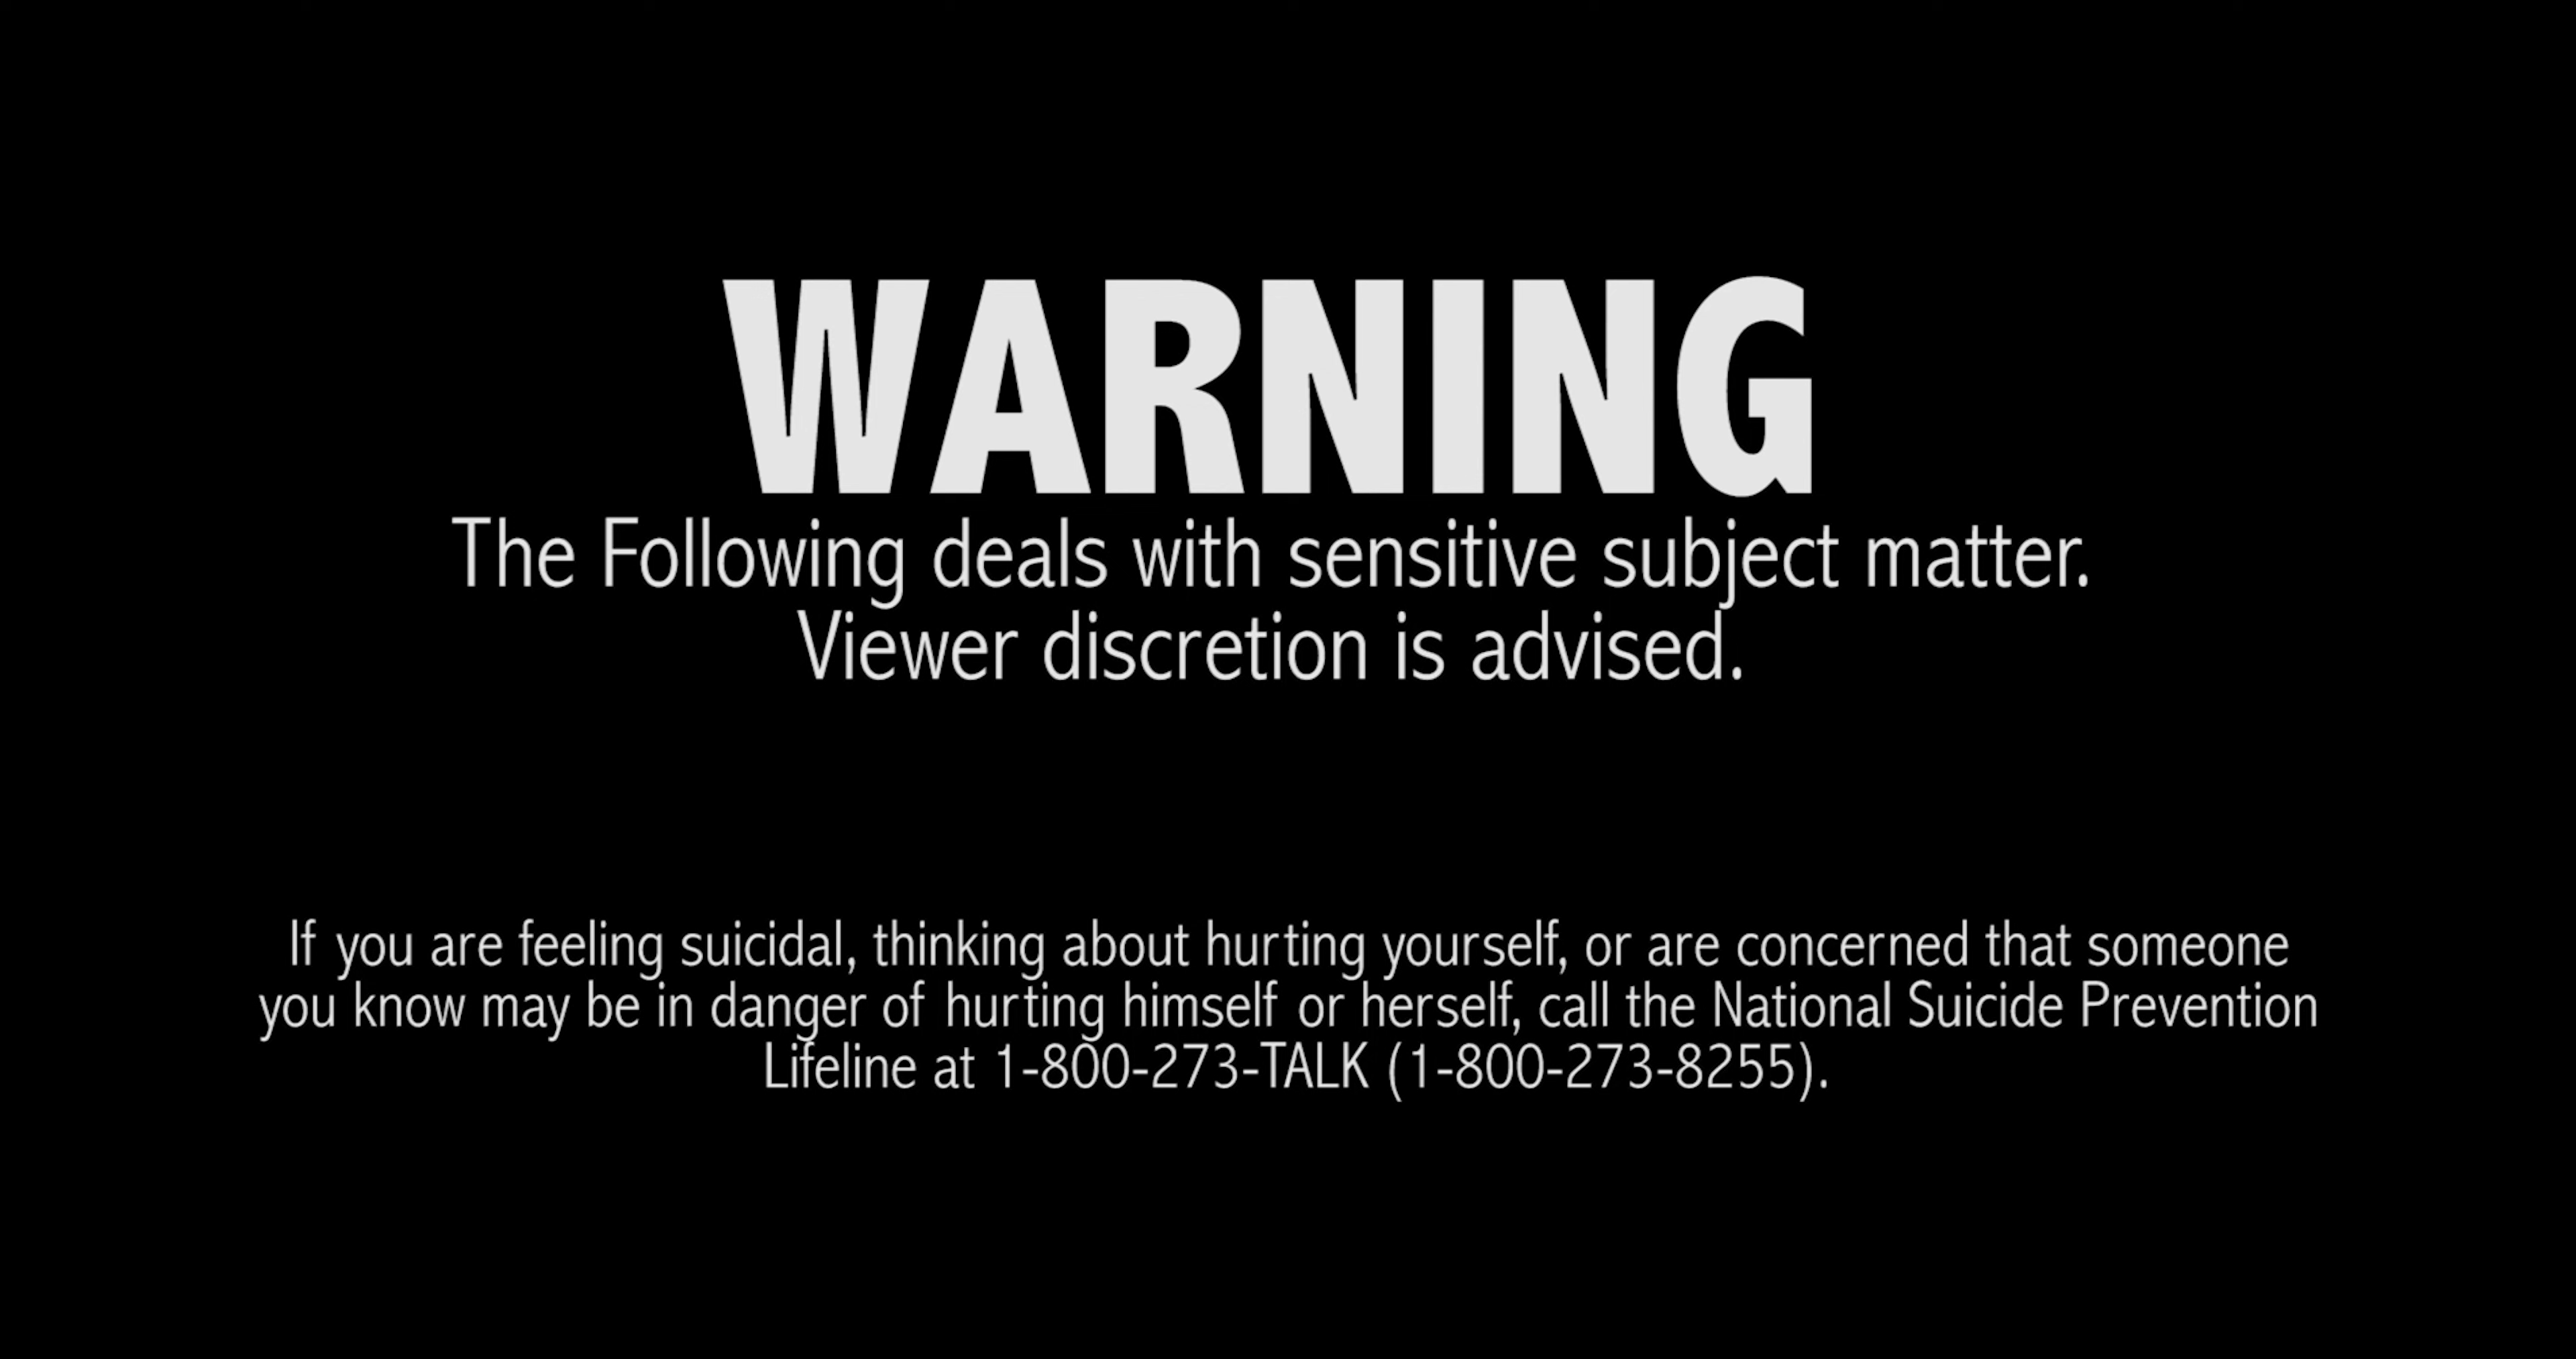 WARNING
The Following deals with sensitive subject matter.
Viewer discretion is advised.
If you are feeling suicidal, thinking about hurting yourself, or are concerned that someone
you know may be in danger of hurting himself or herself, call the National Suicide Prevention
Lifeline at 1-800-273-TALK (1-800-273-8255).